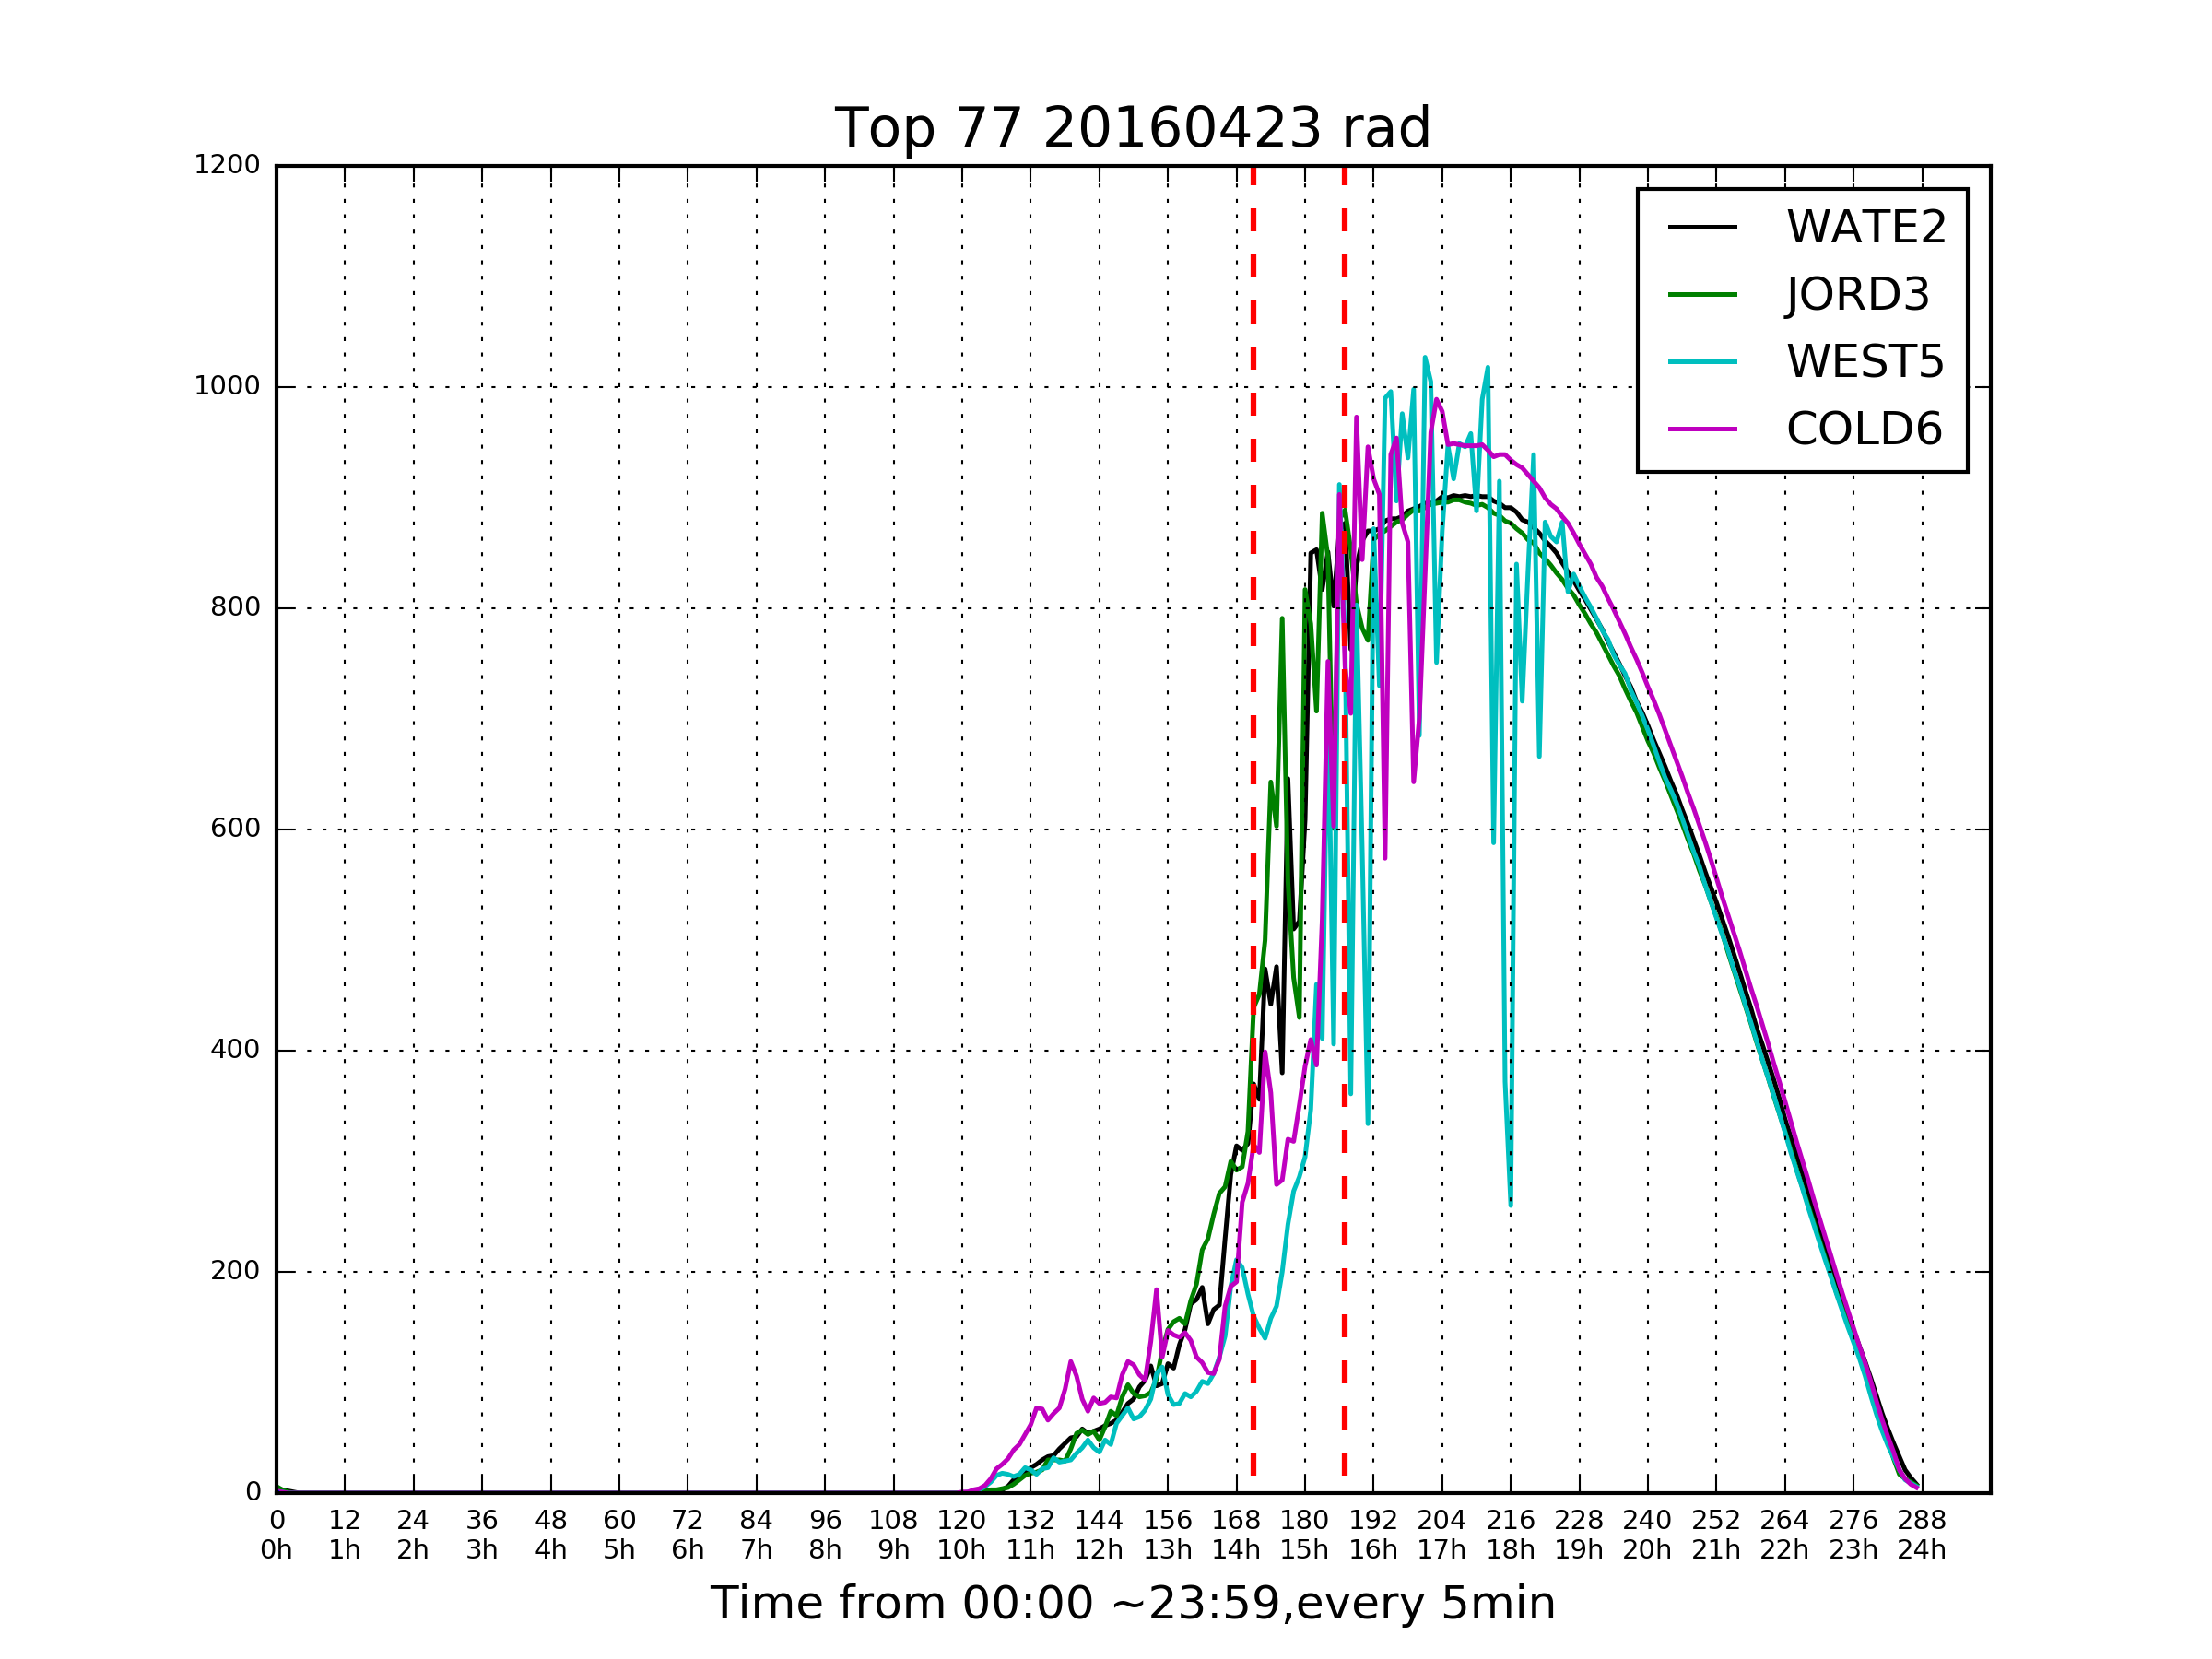 Top 77 20160423 rad
1200
1000
800
600
400
200
0
WATE2
JORD3
WEST5
COLD6
0 12 24 36 48 60 72 84 96 108 120 132 144 156 168 180 192 204 216 228 240 252 264 276 288
0h 1h 2h 3h 4h 5h 6h 7h 8h 9h 10h 11h 12h 13h 14h 15h 16h 17h 18h 19h 20h 21h 22h 23h 24h
Time from 00:00 ~23:59,every 5min